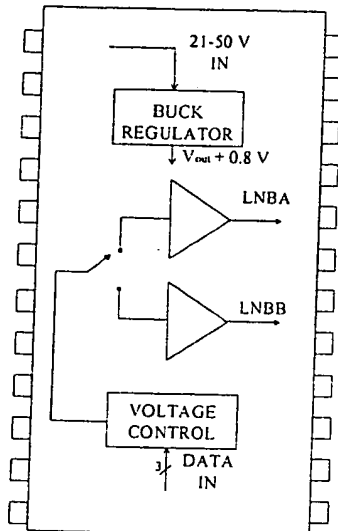 21-50 V
IN
BUCK
REGULATOR
Vout + 0.8 V
LNBA
LNBB
VOLTAGE
CONTROL
3
DATA
IN